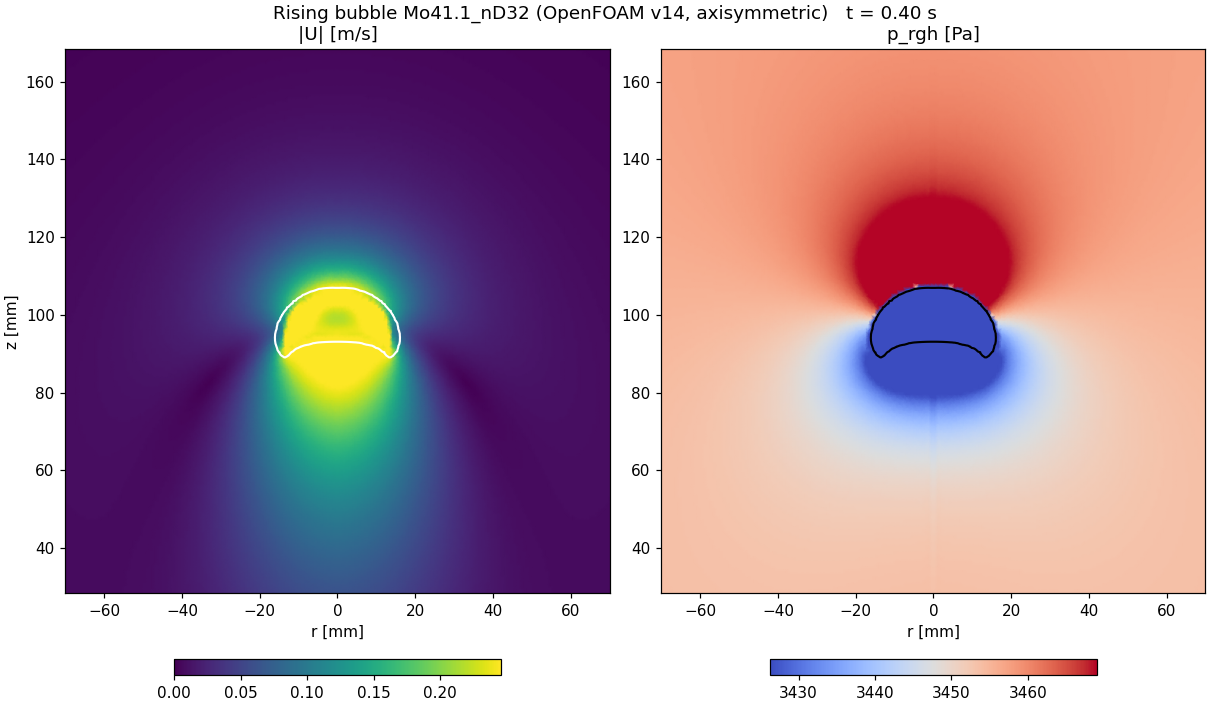 Rising bubble Mo41.1_nD32 (OpenFOAM v14, axisymmetric)   t = 0.40 s
|U| [m/s]
160
140
120
100
80
60
40
z [mm]
−60 −40 −20 0 20 40 60
r [mm]
0.00 0.05 0.10 0.15 0.20
p_rgh [Pa]
160
140
120
100
80
60
40
−60 −40 −20 0 20 40 60
r [mm]
3430 3440 3450 3460